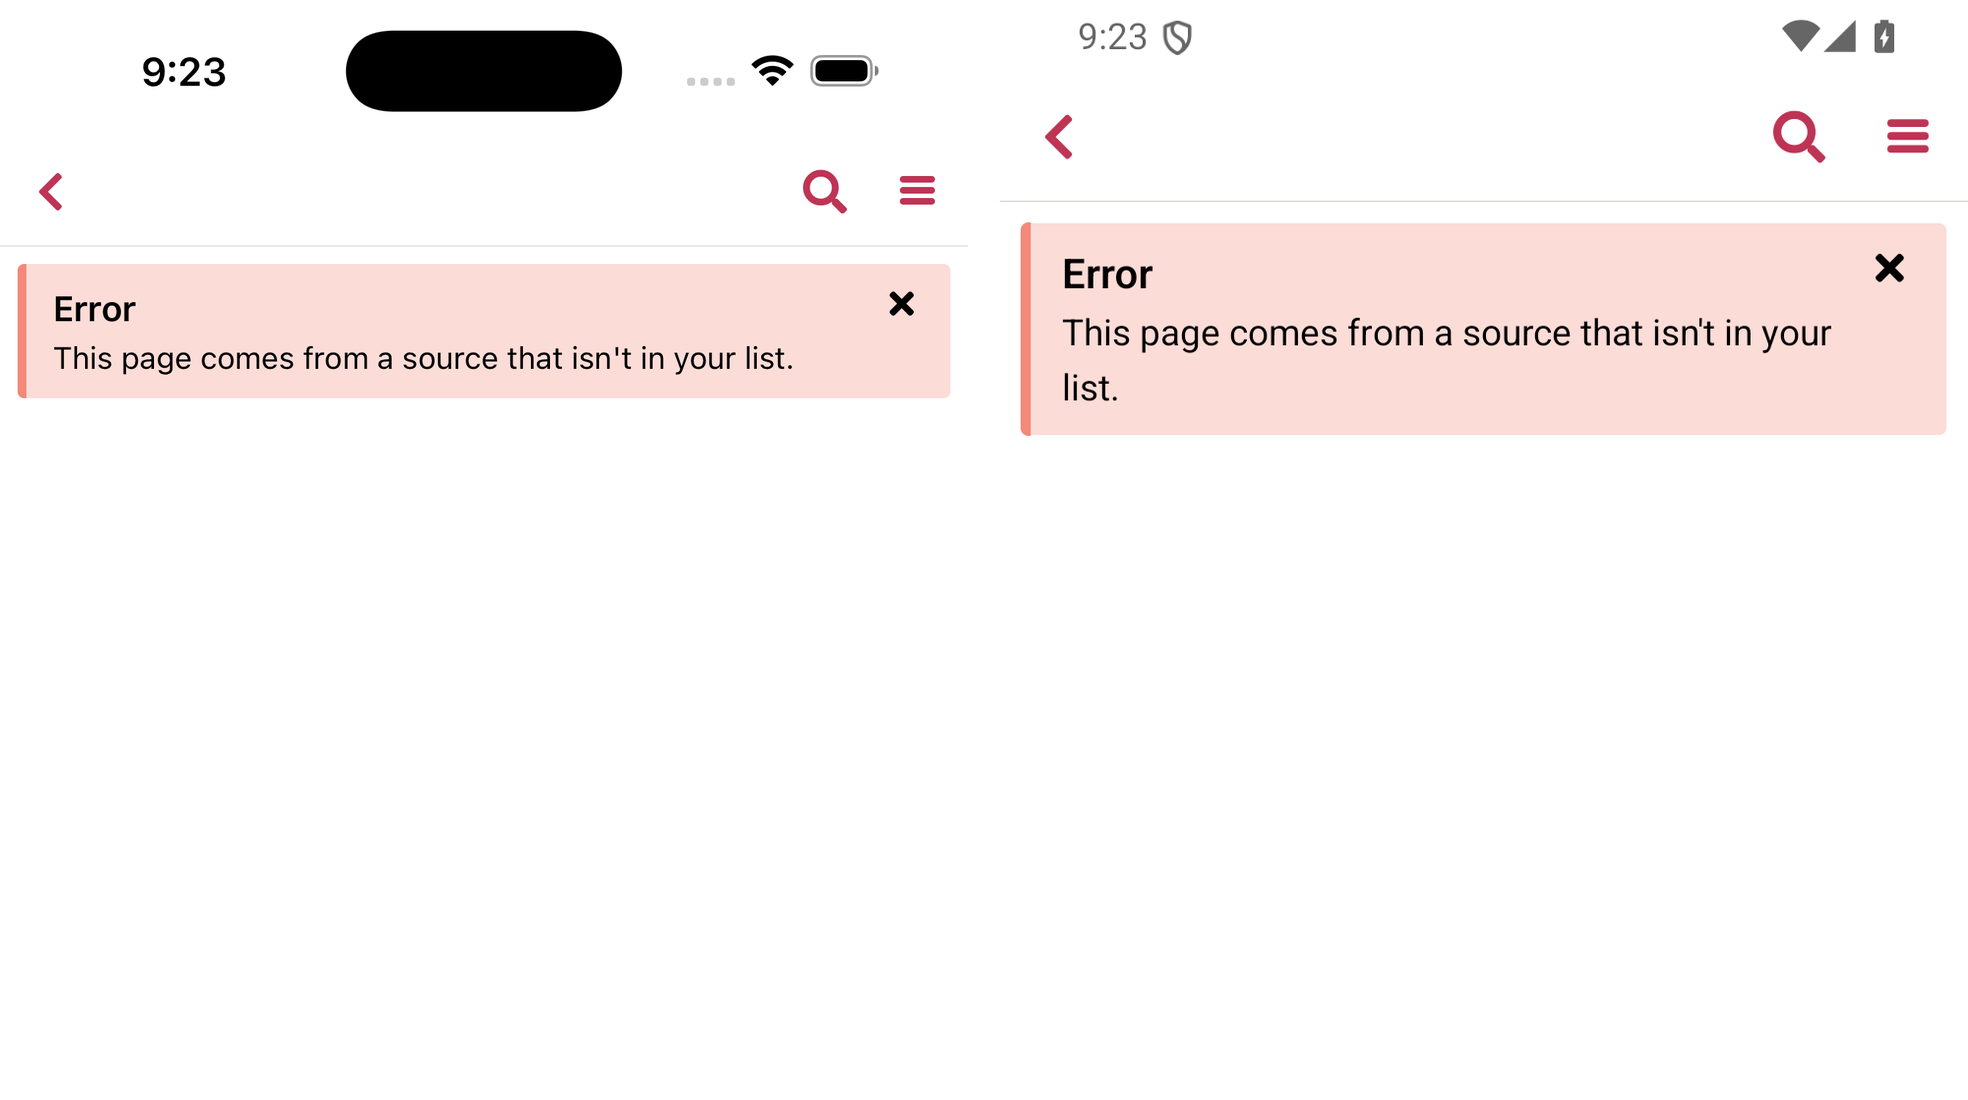 9:23
Error
This page comes from a source that isn't in your list.
9:23
Error
This page comes from a source that isn't in your
list.